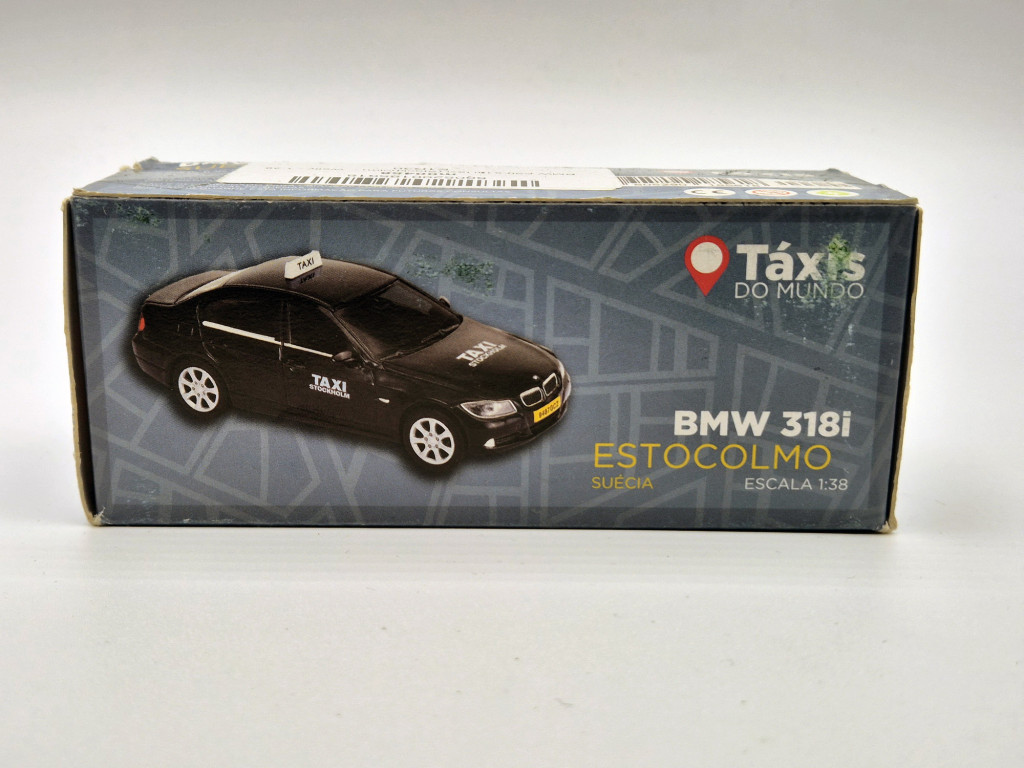 Táxis
DO MUNDO
TAXI
TAXI
STOCKHOLM
TAXI
STOCKHOLM
BMW 318i
ESTOCOLMO
SUÉCIA
ESCALA 1:38